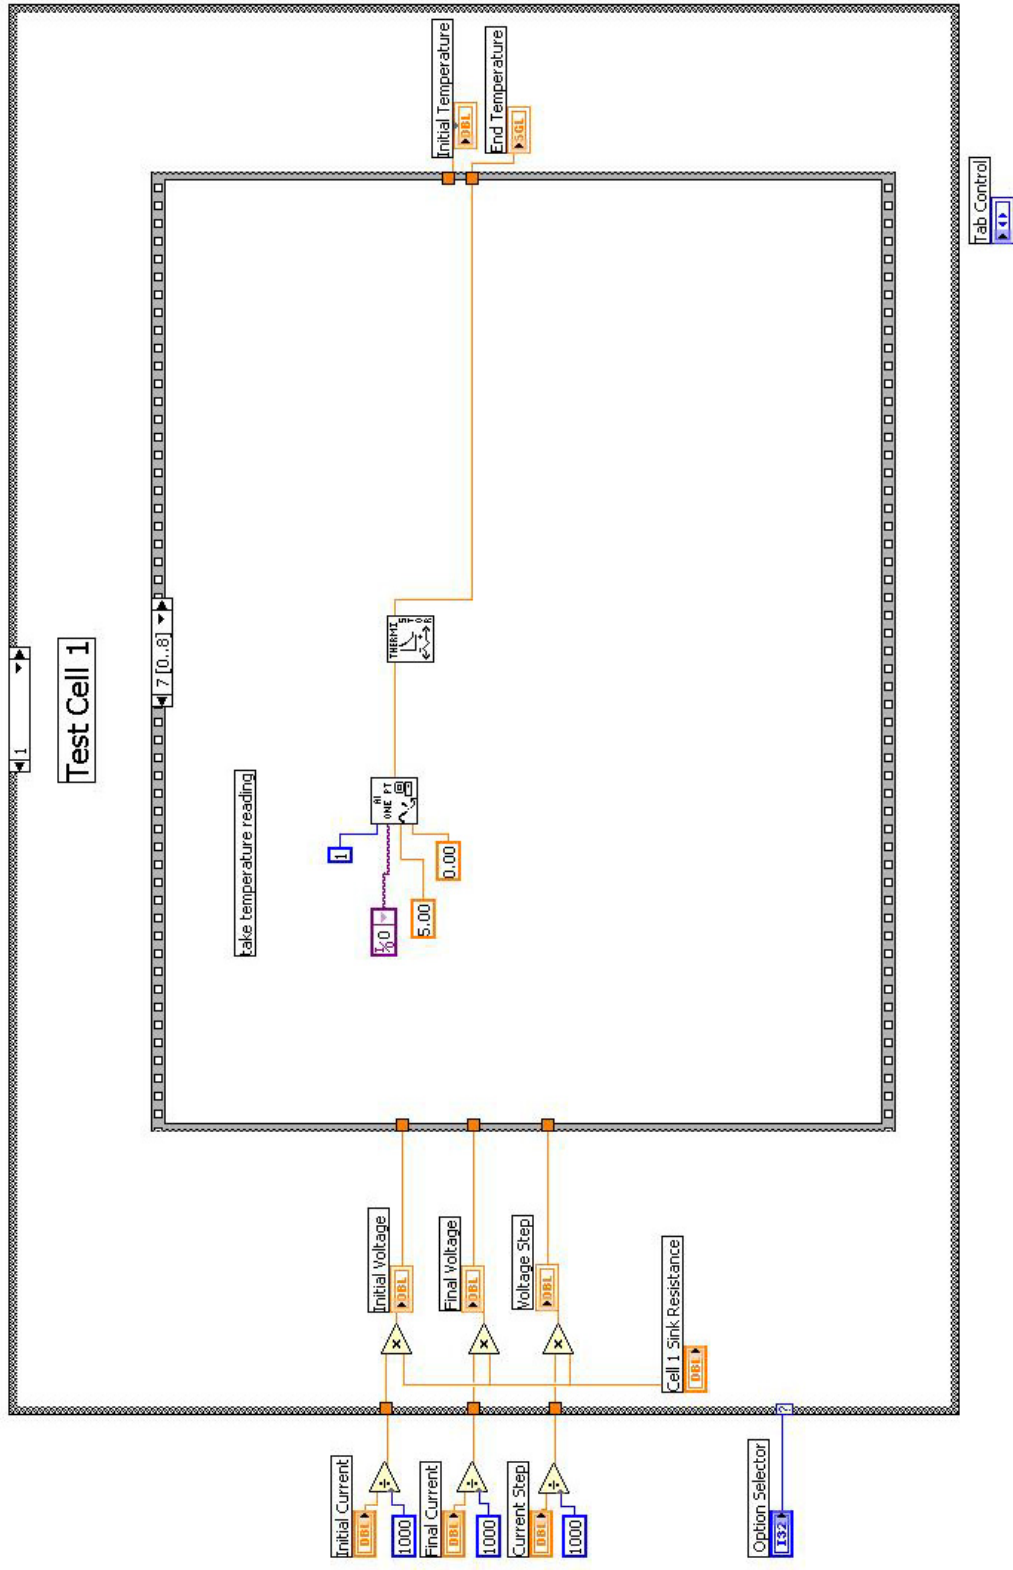 1
Test Cell 1
7 [0..8]
take temperature reading
1
I/O 0
5.00
0.00
AI
ONE PT
THERMI
STOR
Initial Temperature
DBL
End Temperature
SGL
Initial Current
DBL
1000
÷
Final Current
DBL
1000
÷
Current Step
DBL
1000
÷
x
Initial Voltage
DBL
x
Final Voltage
DBL
x
Voltage Step
DBL
Cell 1 Sink Resistance
DBL
Option Selector
I32
?
Tab Control